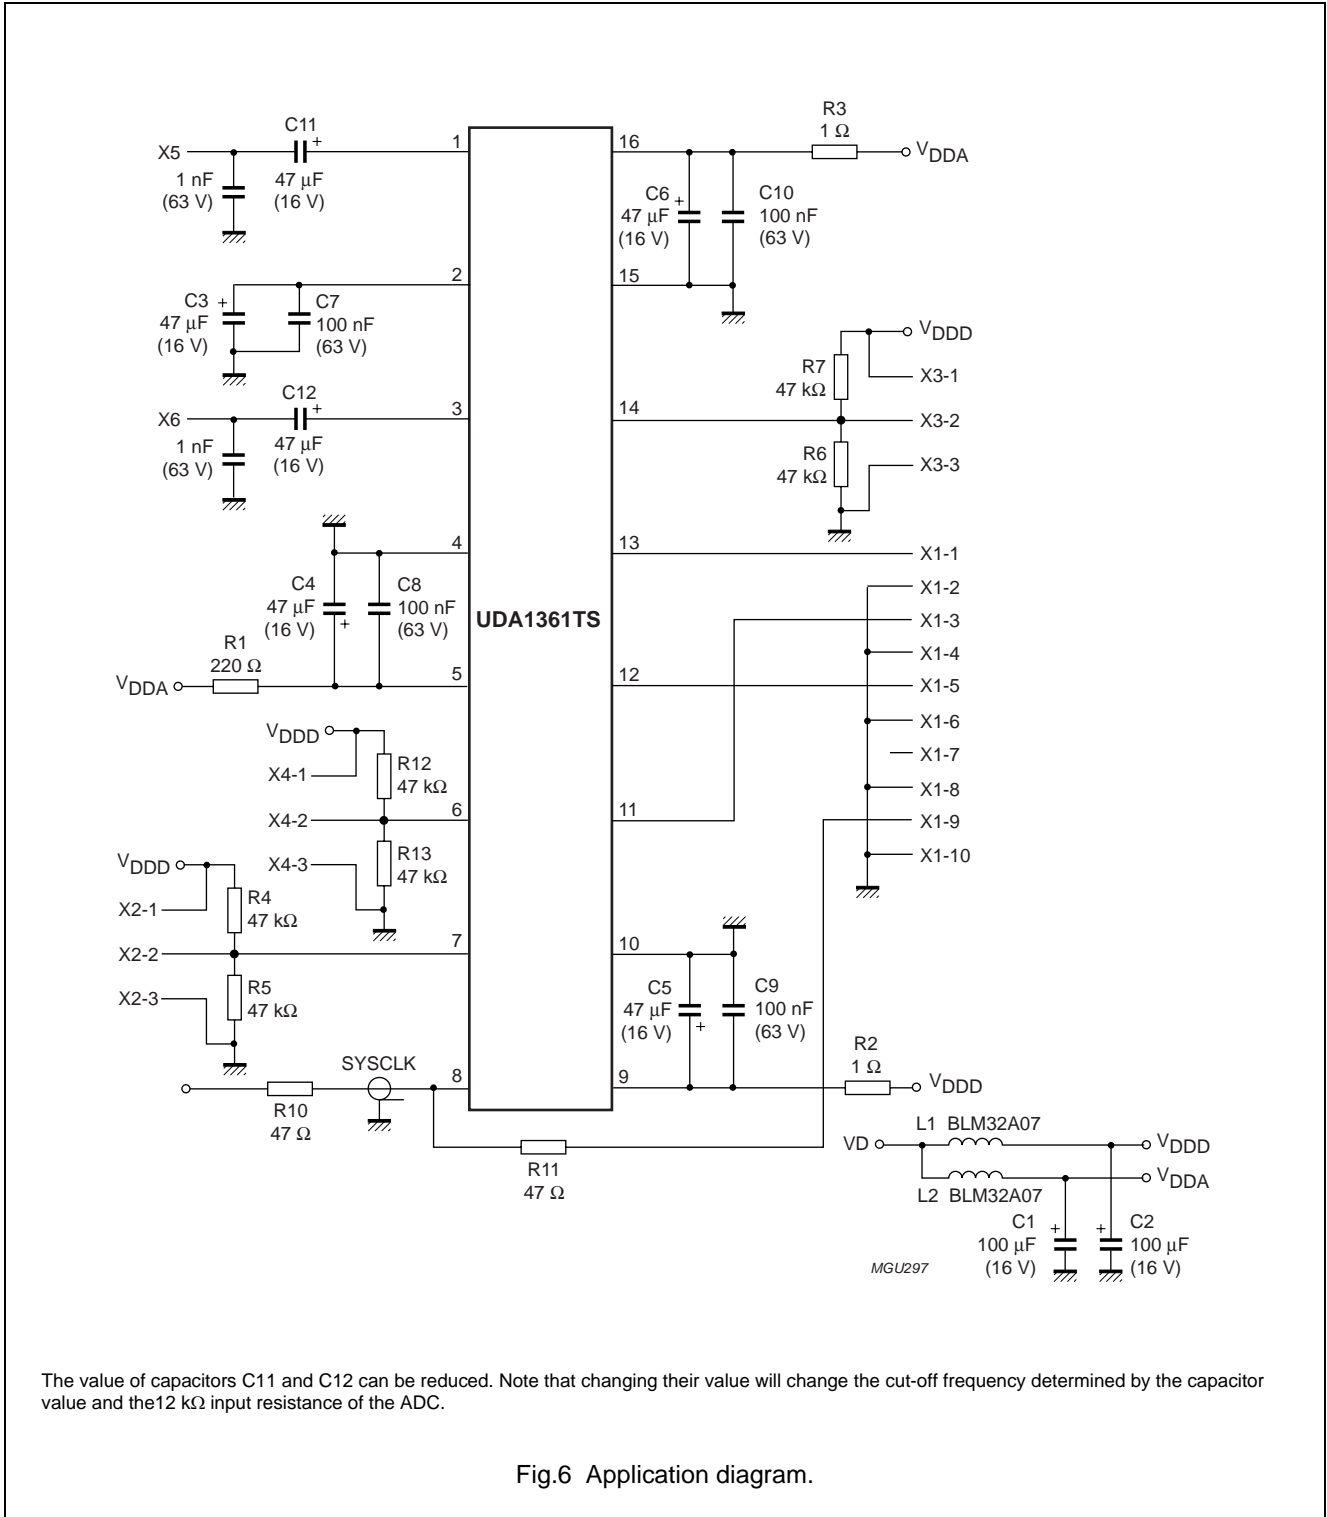 C11
+
X5
1
1 nF
(63 V)
47 μF
(16 V)
16
R3
1 Ω
VDDA
C6
+
47 μF
(16 V)
C10
100 nF
(63 V)
15
2
C3
+
47 μF
(16 V)
C7
100 nF
(63 V)
VDDD
R7
47 kΩ
X3-1
C12
+
X6
3
1 nF
(63 V)
47 μF
(16 V)
14
X3-2
R6
47 kΩ
X3-3
4
C4
47 μF
(16 V)
+
C8
100 nF
(63 V)
UDA1361TS
13
X1-1
X1-2
X1-3
X1-4
R1
220 Ω
VDDA
5
12
X1-5
X1-6
X1-7
X1-8
VDDD
X4-1
R12
47 kΩ
X4-2
6
11
X1-9
X4-3
R13
47 kΩ
X1-10
VDDD
X2-1
R4
47 kΩ
X2-2
7
10
X2-3
R5
47 kΩ
C5
47 μF
(16 V)
+
C9
100 nF
(63 V)
SYSCLK
8
R10
47 Ω
9
R2
1 Ω
VDDD
R11
47 Ω
L1 BLM32A07
VD
VDDD
VDDA
L2 BLM32A07
C1
+
100 μF
(16 V)
C2
+
100 μF
(16 V)
MGU297
The value of capacitors C11 and C12 can be reduced. Note that changing their value will change the cut-off frequency determined by the capacitor
value and the12 kΩ input resistance of the ADC.
Fig.6 Application diagram.